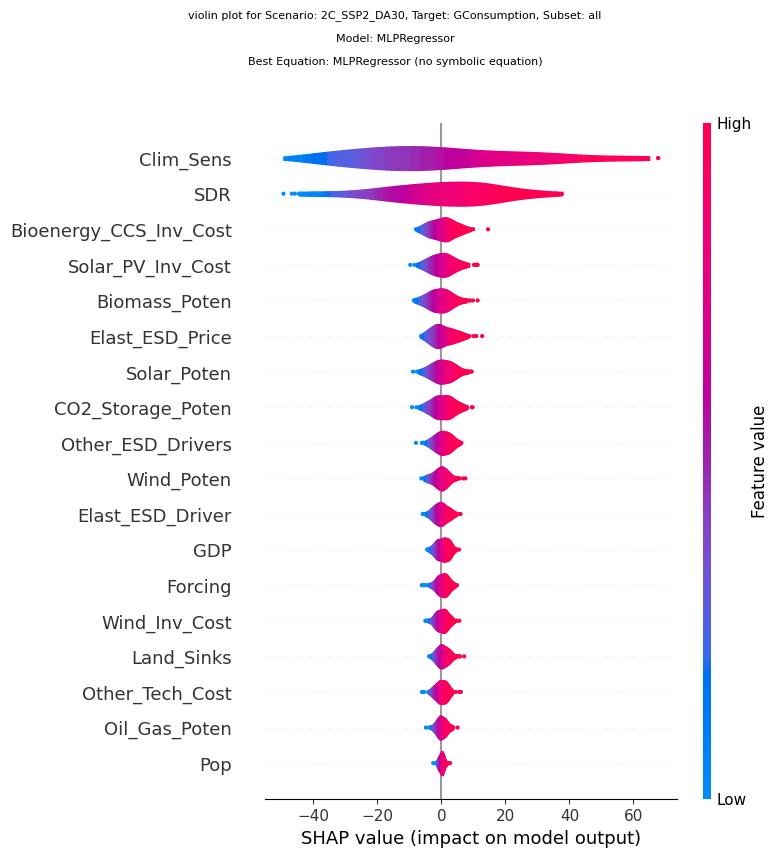 violin plot for Scenario: 2C_SSP2_DA30, Target: GConsumption, Subset: all
Model: MLPRegressor
Best Equation: MLPRegressor (no symbolic equation)
High
Clim_Sens
SDR
Bioenergy_CCS_Inv_Cost
Solar_PV_Inv_Cost
Biomass_Poten
Elast_ESD_Price
Solar_Poten
CO2_Storage_Poten
Other_ESD_Drivers
Wind_Poten
Elast_ESD_Driver
GDP
Forcing
Wind_Inv_Cost
Land_Sinks
Other_Tech_Cost
Oil_Gas_Poten
Pop
Feature value
Low
−40 −20 0 20 40 60
SHAP value (impact on model output)